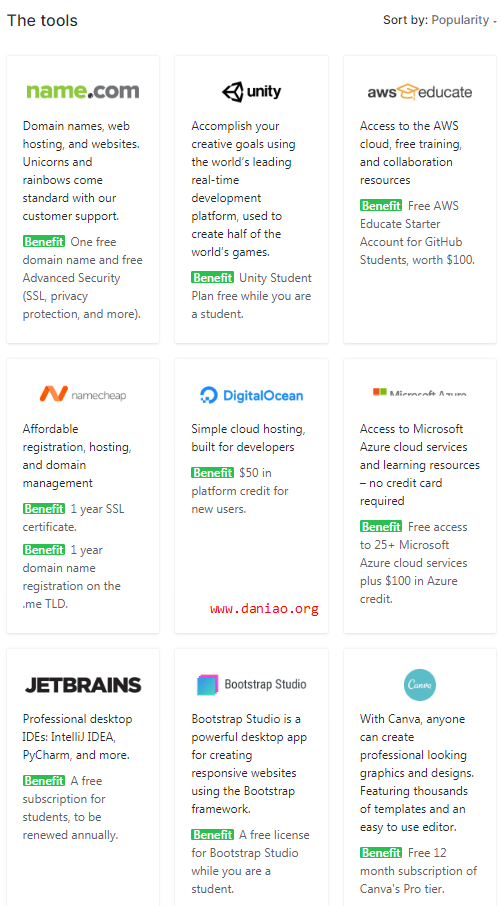 The tools
Sort by: Popularity
name.com
Domain names, web
hosting, and websites.
Unicorns and
rainbows come
standard with our
customer support.
Benefit One free
domain name and free
Advanced Security
(SSL, privacy
protection, and more).
unity
Accomplish your
creative goals using
the world's leading
real-time
development
platform, used to
create half of the
world's games.
Benefit Unity Student
Plan free while you are
a student.
aws educate
Access to the AWS
cloud, free training,
and collaboration
resources
Benefit Free AWS
Educate Starter
Account for GitHub
Students, worth $100.
namecheap
Affordable
registration, hosting,
and domain
management
Benefit 1 year SSL
certificate.
Benefit 1 year
domain name
registration on the
.me TLD.
DigitalOcean
Simple cloud hosting,
built for developers
Benefit $50 in
platform credit for
new users.
www.daniao.org
Microsoft Azure
Access to Microsoft
Azure cloud services
and learning resources
– no credit card
required
Benefit Free access
to 25+ Microsoft
Azure cloud services
plus $100 in Azure
credit.
JETBRAINS
Professional desktop
IDEs: IntelliJ IDEA,
PyCharm, and more.
Benefit A free
subscription for
students, to be
renewed annually.
Bootstrap Studio
Bootstrap Studio is a
powerful desktop app
for creating
responsive websites
using the Bootstrap
framework.
Benefit A free license
for Bootstrap Studio
while you are a
student.
Canva
With Canva, anyone
can create
professional looking
graphics and designs.
Featuring thousands
of templates and an
easy to use editor.
Benefit Free 12
month subscription of
Canva's Pro tier.